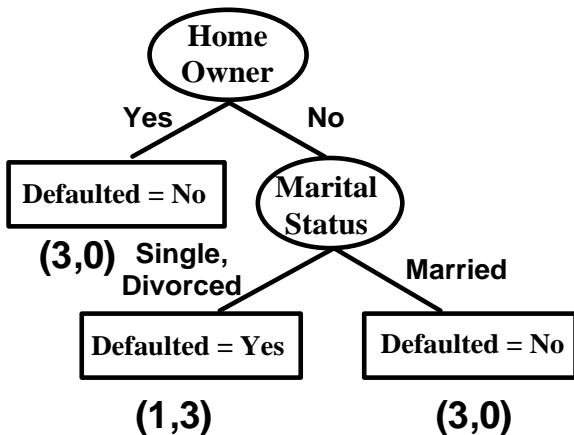 Home
Owner
Yes
No
Defaulted = No
Marital
Status
(3,0)
Single,
Divorced
Married
Defaulted = Yes
Defaulted = No
(1,3)
(3,0)